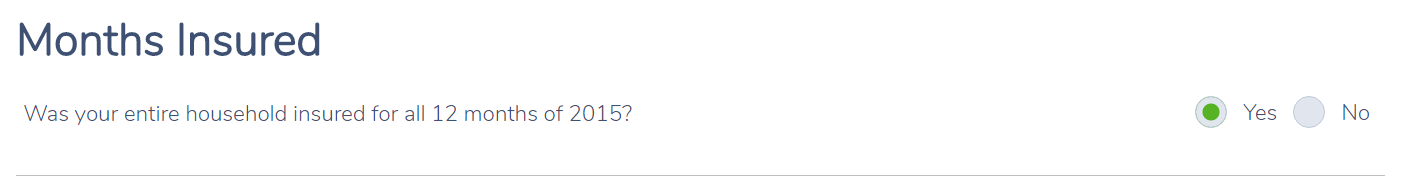 Months Insured
Was your entire household insured for all 12 months of 2015? Yes No